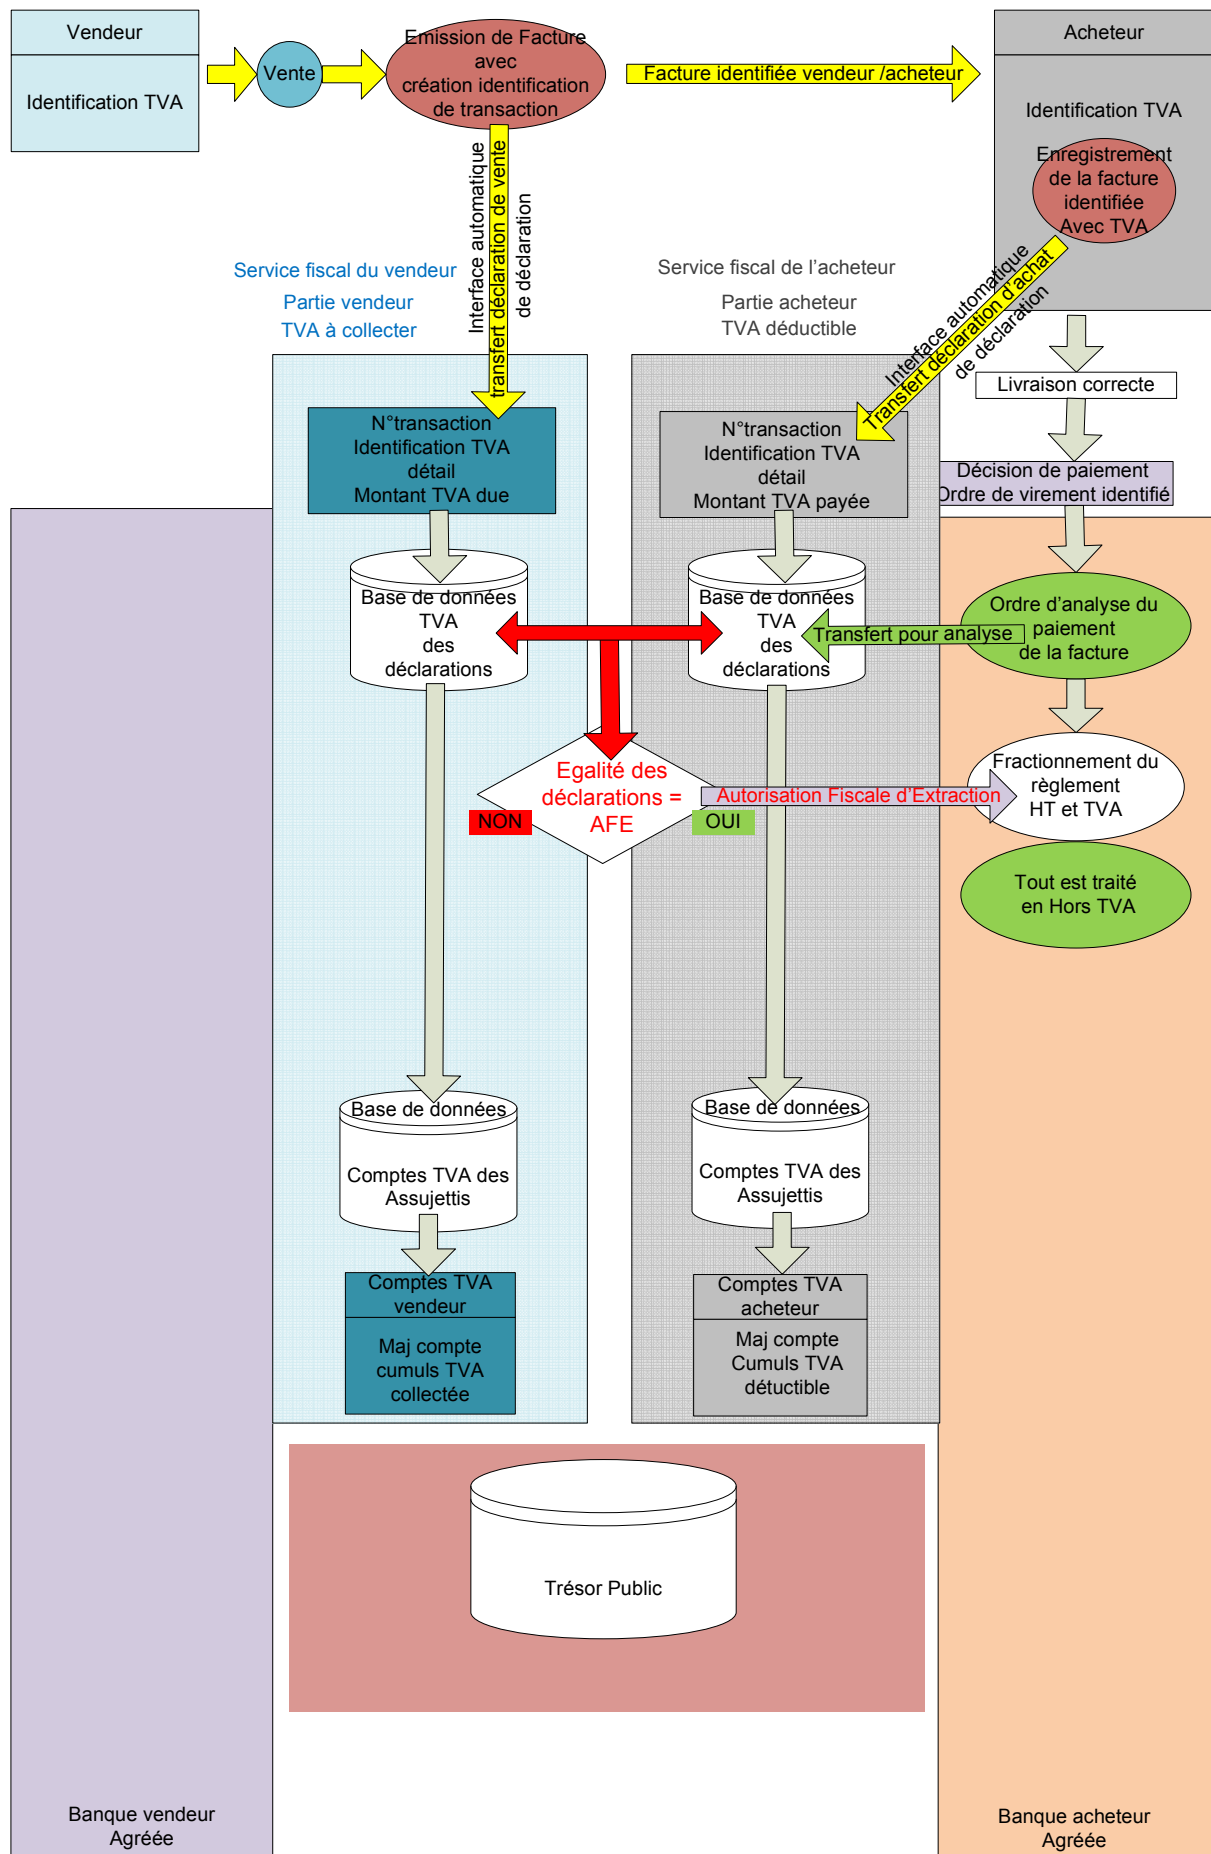 Vendeur
Identification TVA
Vente
Emission de Facture
avec
création identification
de transaction
Facture identifiée vendeur /acheteur
Acheteur
Identification TVA
Enregistrement
de la facture
identifiée
Avec TVA
Interface automatique
transfert déclaration de vente
de déclaration
Service fiscal du vendeur
Partie vendeur
TVA à collecter
Service fiscal de l’acheteur
Partie acheteur
TVA déductible
Interface automatique
Transfert déclaration d’achat
de déclaration
Livraison correcte
Décision de paiement
Ordre de virement identifié
N°transaction
Identification TVA
détail
Montant TVA due
N°transaction
Identification TVA
détail
Montant TVA payée
Base de données
TVA
des
déclarations
Base de données
TVA
des
déclarations
Transfert pour analyse
Ordre d’analyse du
paiement
de la facture
Egalité des
déclarations =
AFE
NON
OUI
Autorisation Fiscale d’Extraction
Fractionnement du
règlement
HT et TVA
Tout est traité
en Hors TVA
Base de données
Comptes TVA des
Assujettis
Base de données
Comptes TVA des
Assujettis
Comptes TVA
vendeur
Maj compte
cumuls TVA
collectée
Comptes TVA
acheteur
Maj compte
Cumuls TVA
détuctible
Trésor Public
Banque vendeur
Agréée
Banque acheteur
Agréée